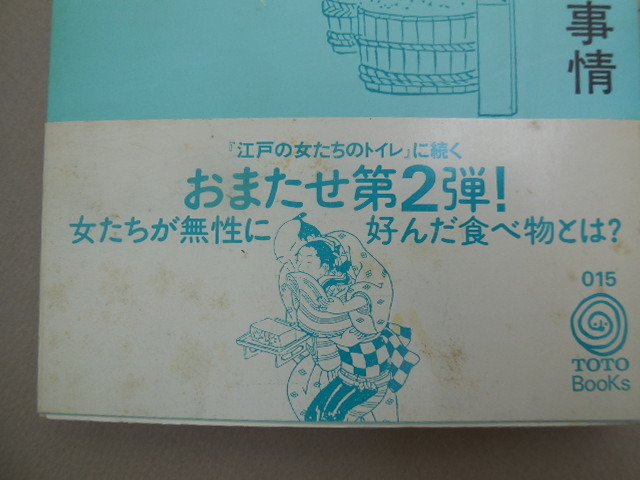 事情
『江戸の女たちのトイレ』に続く
おまたせ第2弾!
女たちが無性に 好んだ食べ物とは?
015
TOTO
BooKs